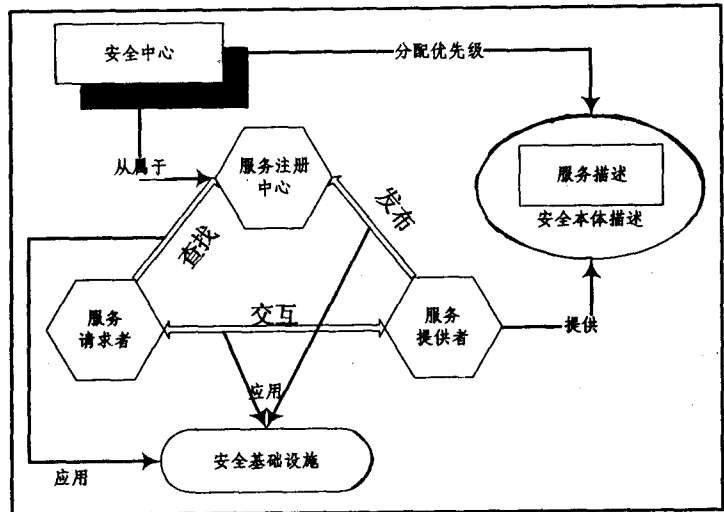 安全中心
分配优先级
从属于
服务注册
中心
发布
服务描述
安全本体描述
查找
服务
请求者
交互
服务
提供者
提供
应用
安全基础设施
应用